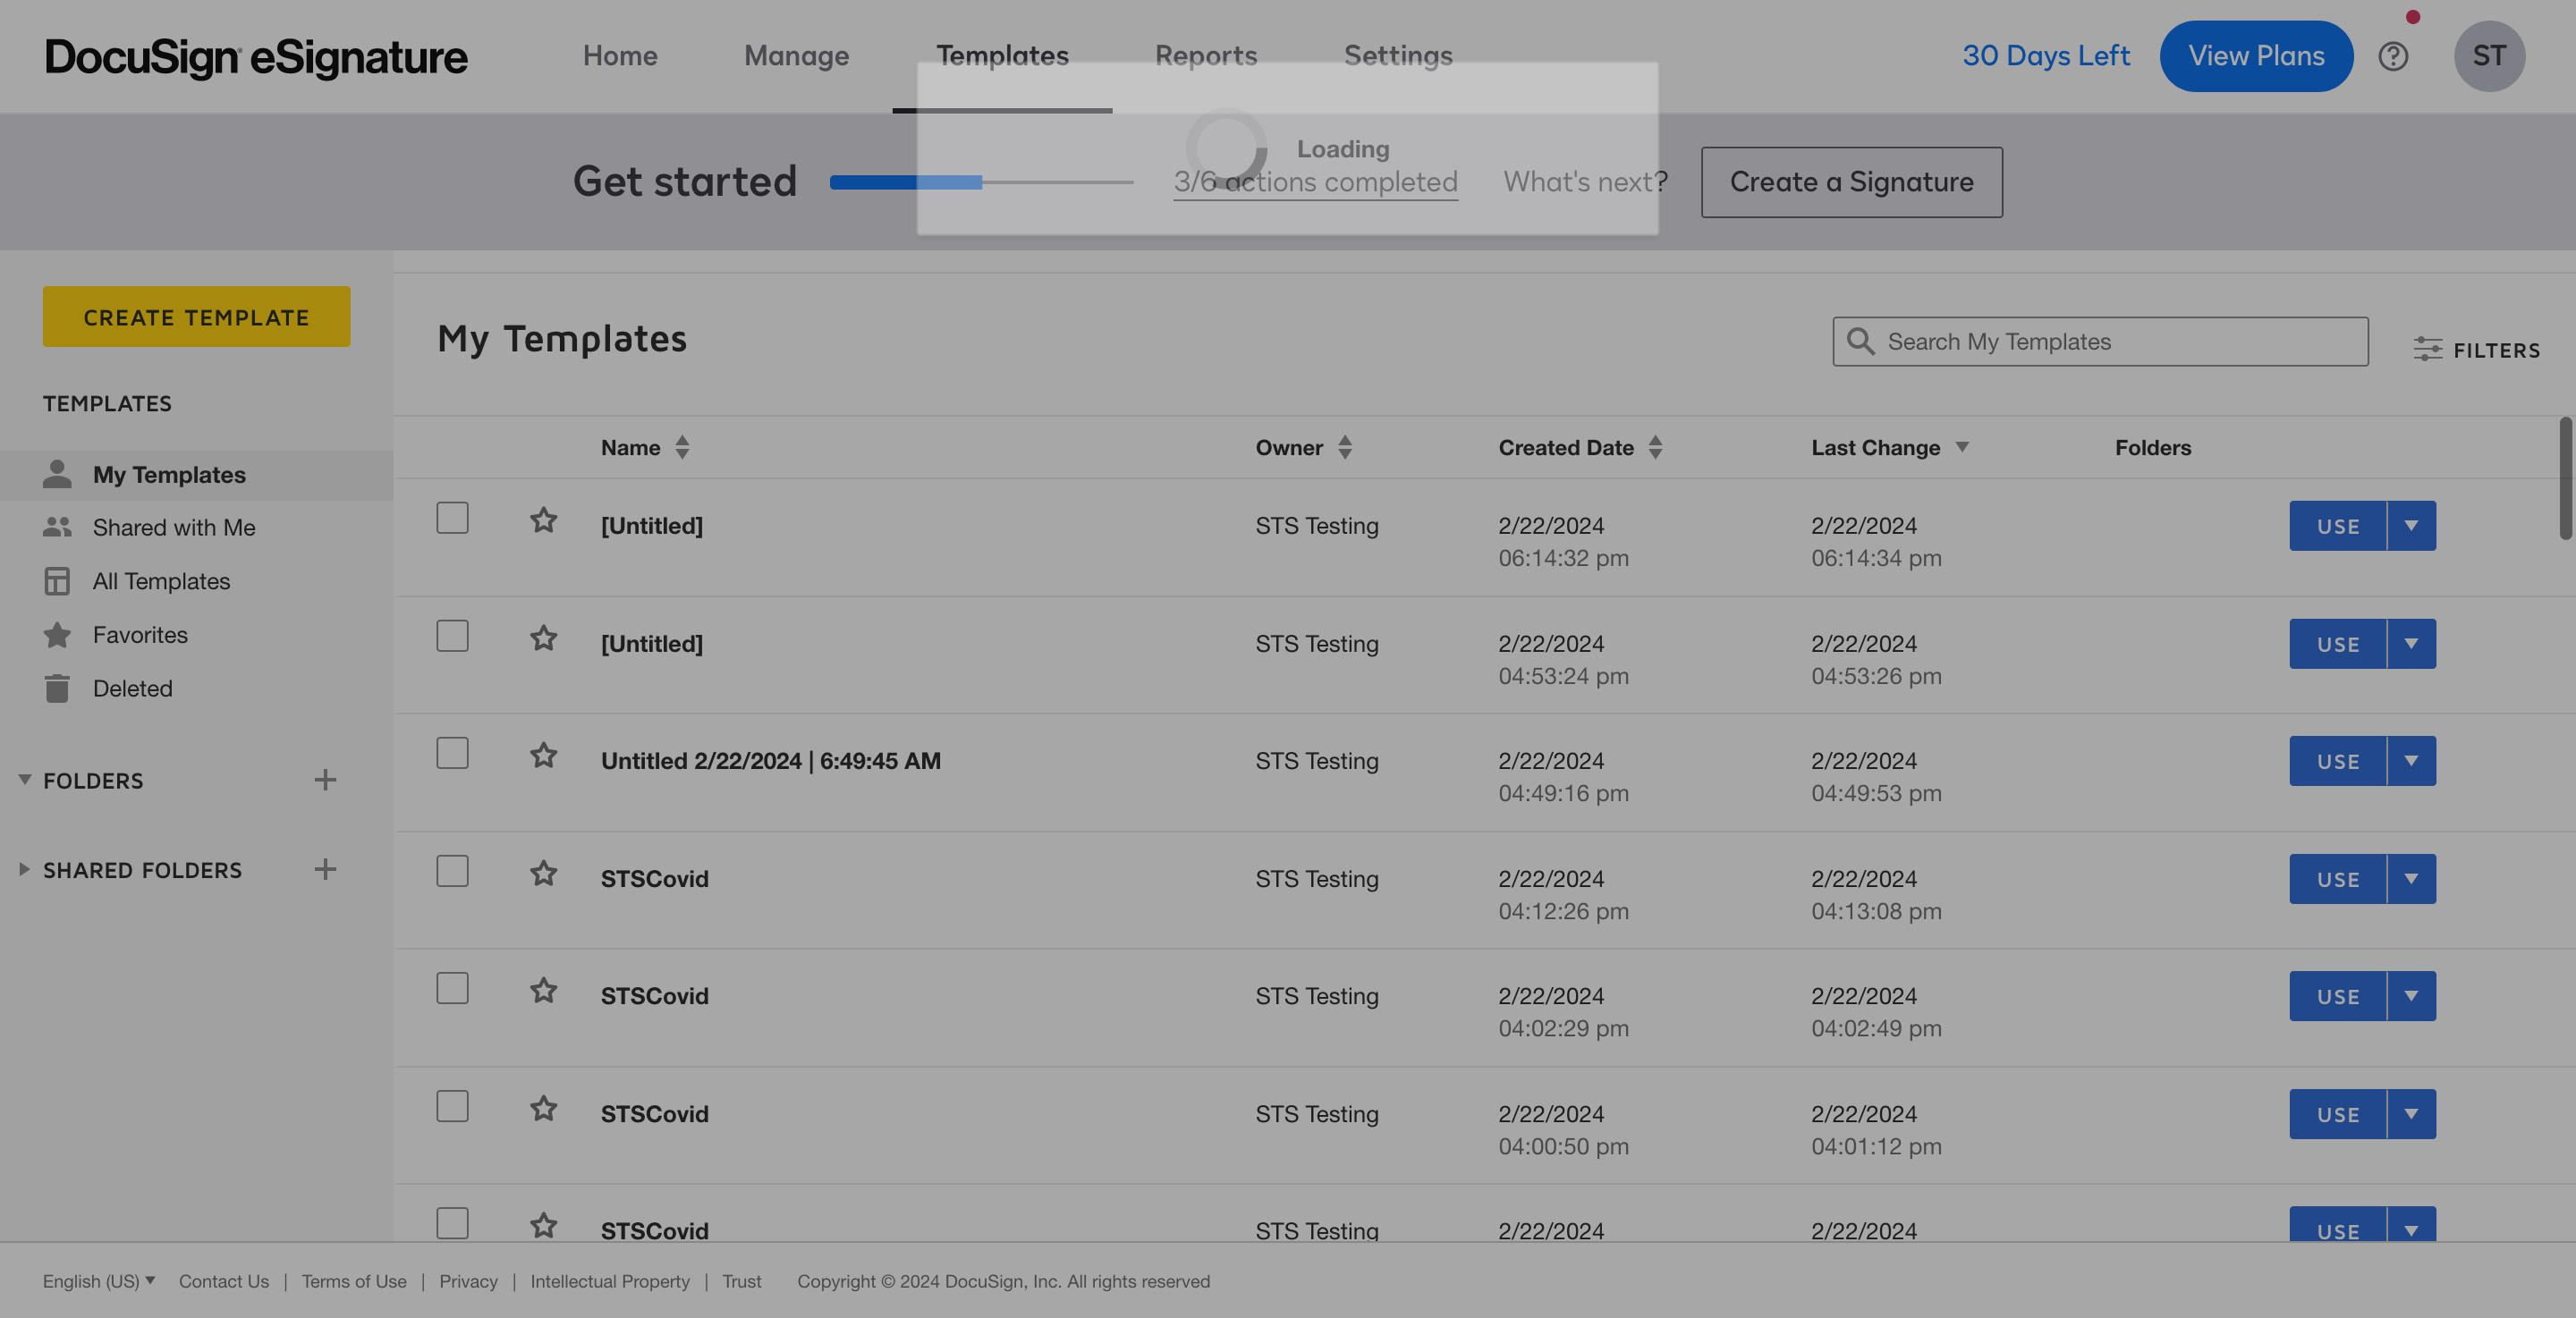 DocuSign eSignature Home Manage Templates Reports Settings 30 Days Left View Plans ST
Loading
Get started 3/6 actions completed What's next? Create a Signature
CREATE TEMPLATE
TEMPLATES
My Templates
Shared with Me
All Templates
Favorites
Deleted
FOLDERS
SHARED FOLDERS
My Templates Search My Templates FILTERS
Name Owner Created Date Last Change Folders
[Untitled] STS Testing 2/22/2024 2/22/2024 USE
06:14:32 pm 06:14:34 pm
[Untitled] STS Testing 2/22/2024 2/22/2024 USE
04:53:24 pm 04:53:26 pm
Untitled 2/22/2024 | 6:49:45 AM STS Testing 2/22/2024 2/22/2024 USE
04:49:16 pm 04:49:53 pm
STSCovid STS Testing 2/22/2024 2/22/2024 USE
04:12:26 pm 04:13:08 pm
STSCovid STS Testing 2/22/2024 2/22/2024 USE
04:02:29 pm 04:02:49 pm
STSCovid STS Testing 2/22/2024 2/22/2024 USE
04:00:50 pm 04:01:12 pm
STSCovid STS Testing 2/22/2024 2/22/2024 USE
English (US) Contact Us | Terms of Use | Privacy | Intellectual Property | Trust Copyright © 2024 DocuSign, Inc. All rights reserved